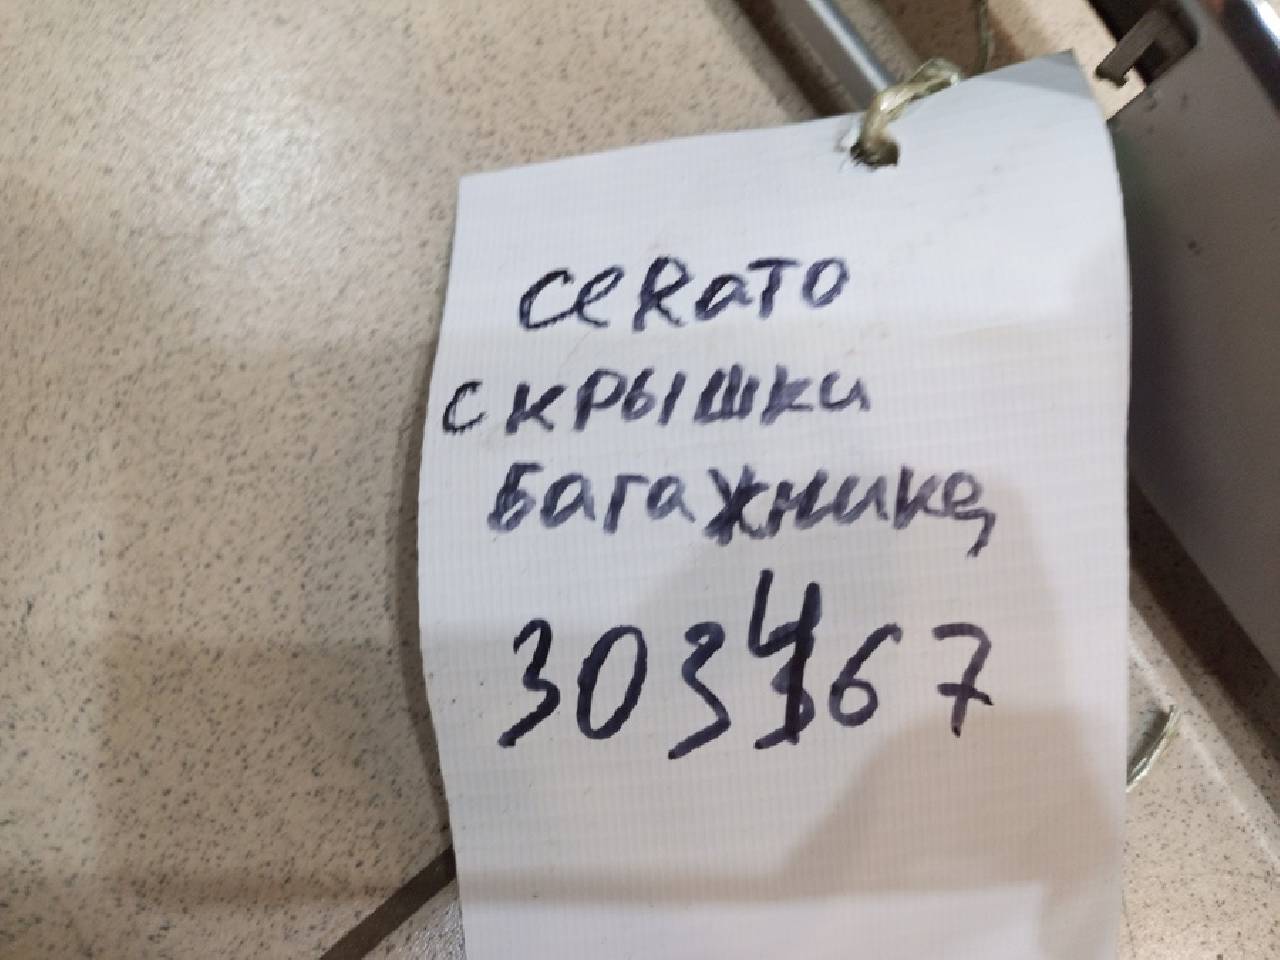 CeRaTO
с крышки
багажника
303467